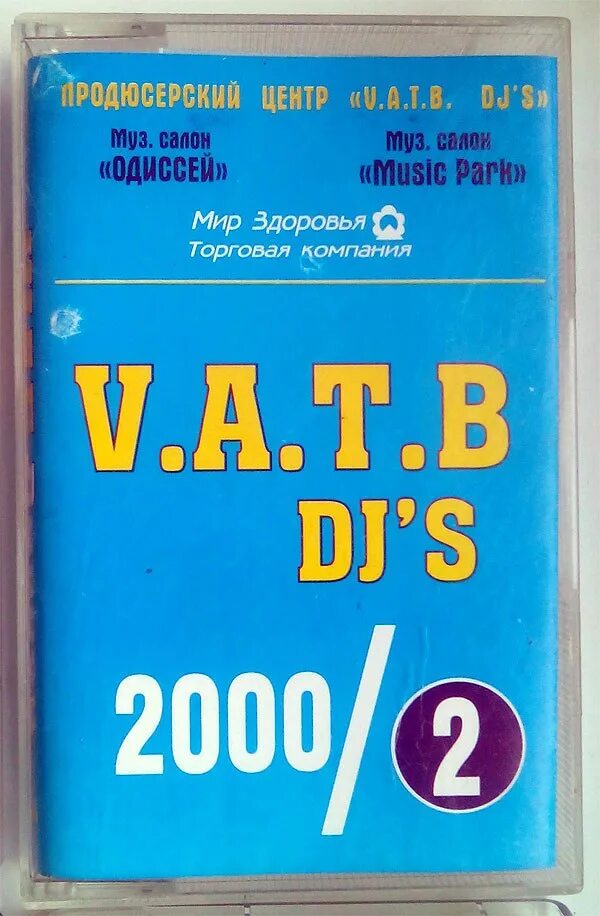 ПРОДЮСЕРСКИЙ ЦЕНТР «V.A.T.B. DJ'S»
Муз. салон
«ОДИССЕЙ»
Муз. салон
«Music Park»
Мир Здоровья
Торговая компания
V.A.T.B
DJ'S
2000/2